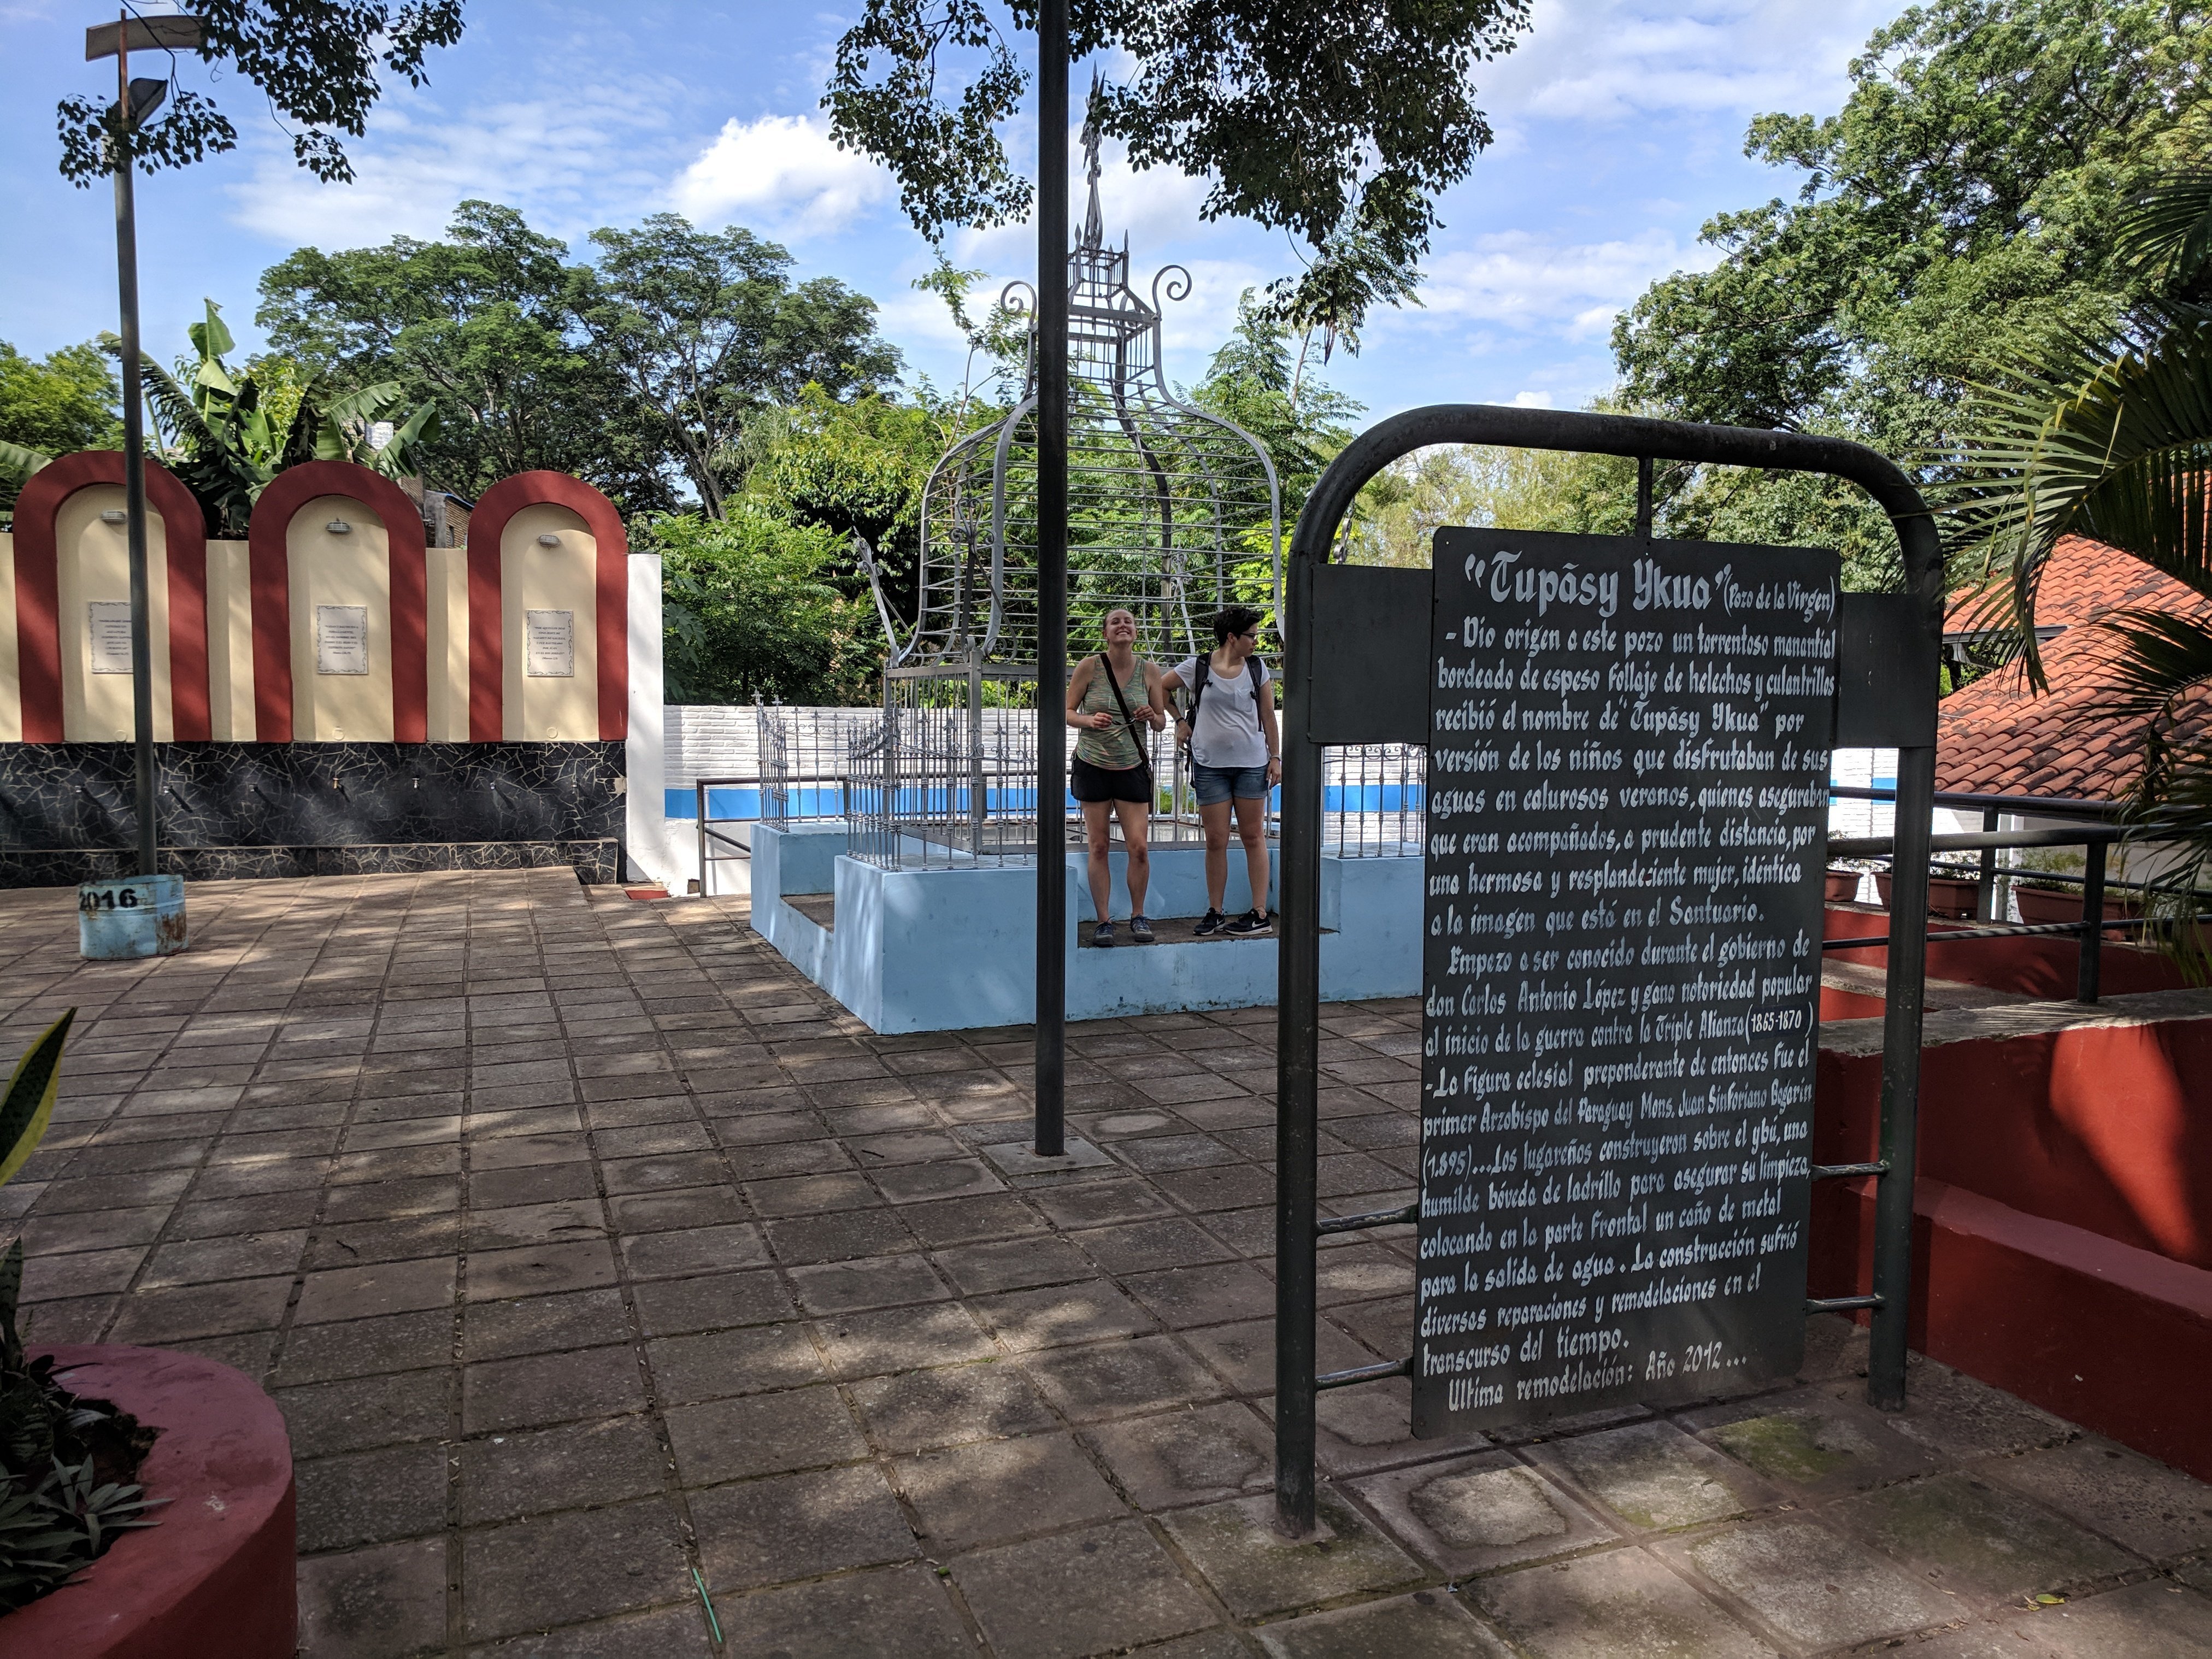 "Tupãsy Ykua" (Pozo de la Virgen)
- Dio origen a este pozo un torrentoso manantial
bordeado de espeso follaje de helechos y culantrillos
recibió el nombre de "Tupãsy Ykua" por
versión de los niños que disfrutaban de sus
aguas en calurosos veranos, quienes aseguraban
que eran acompañados, a prudente distancia, por
una hermosa y resplandeciente mujer, idéntica
a la imagen que está en el Santuario.
Empezo a ser conocido durante el gobierno de
don Carlos Antonio López y gano notoriedad popular
al inicio de la guerra contra la Triple Alianza (1865-1870)
- La figura eclesial preponderante de entonces fue el
primer Arzobispo del Paraguay Mons. Juan Sinforiano Bogarín
(1.895)...Los lugareños construyeron sobre el ybú, una
humilde bóveda de ladrillo para asegurar su limpieza
colocando en la parte frontal un caño de metal
para la salida de agua. La construcción sufrió
diversas reparaciones y remodelaciones en el
transcurso del tiempo.
Ultima remodelación: Año 2012...
2016